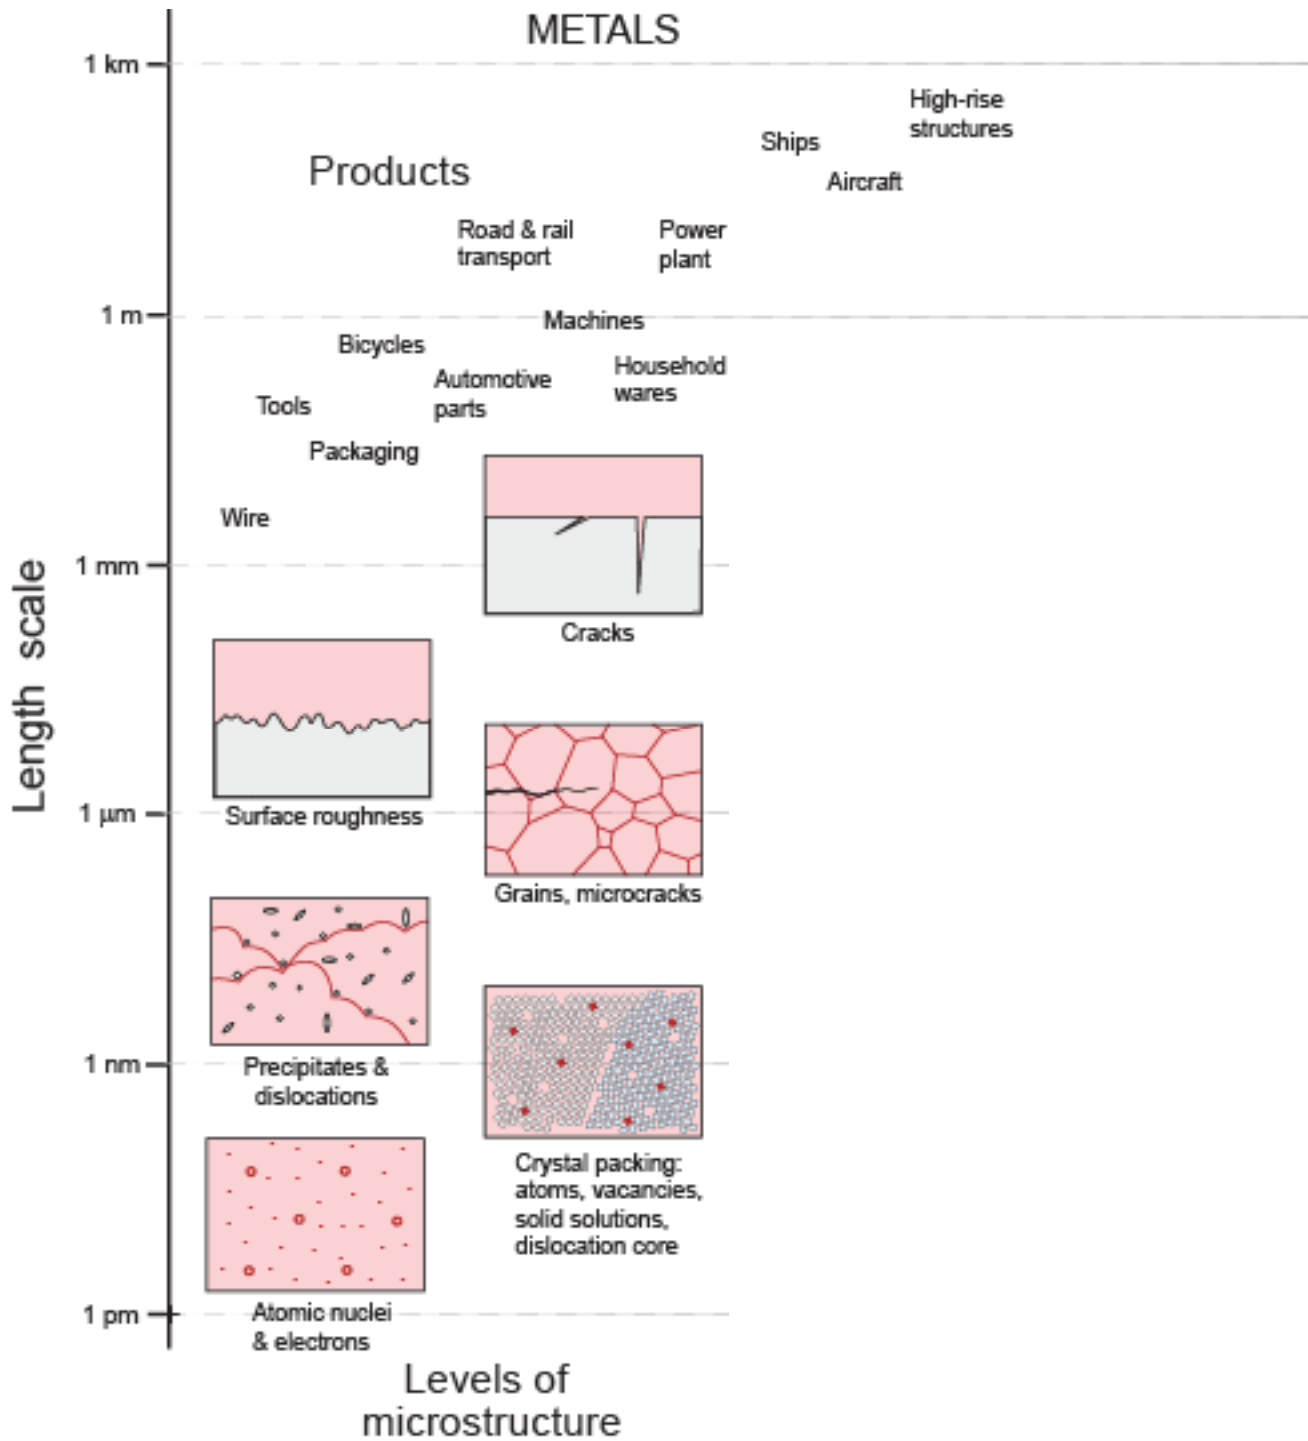 METALS
1 km
High-rise
structures
Ships
Products
Aircraft
Road & rail
transport
Power
plant
1 m
Machines
Bicycles
Household
wares
Automotive
parts
Tools
Packaging
Wire
1 mm
Cracks
Length scale
1 µm
Surface roughness
Grains, microcracks
1 nm
Precipitates &
dislocations
Crystal packing:
atoms, vacancies,
solid solutions,
dislocation core
1 pm
Atomic nuclei
& electrons
Levels of
microstructure